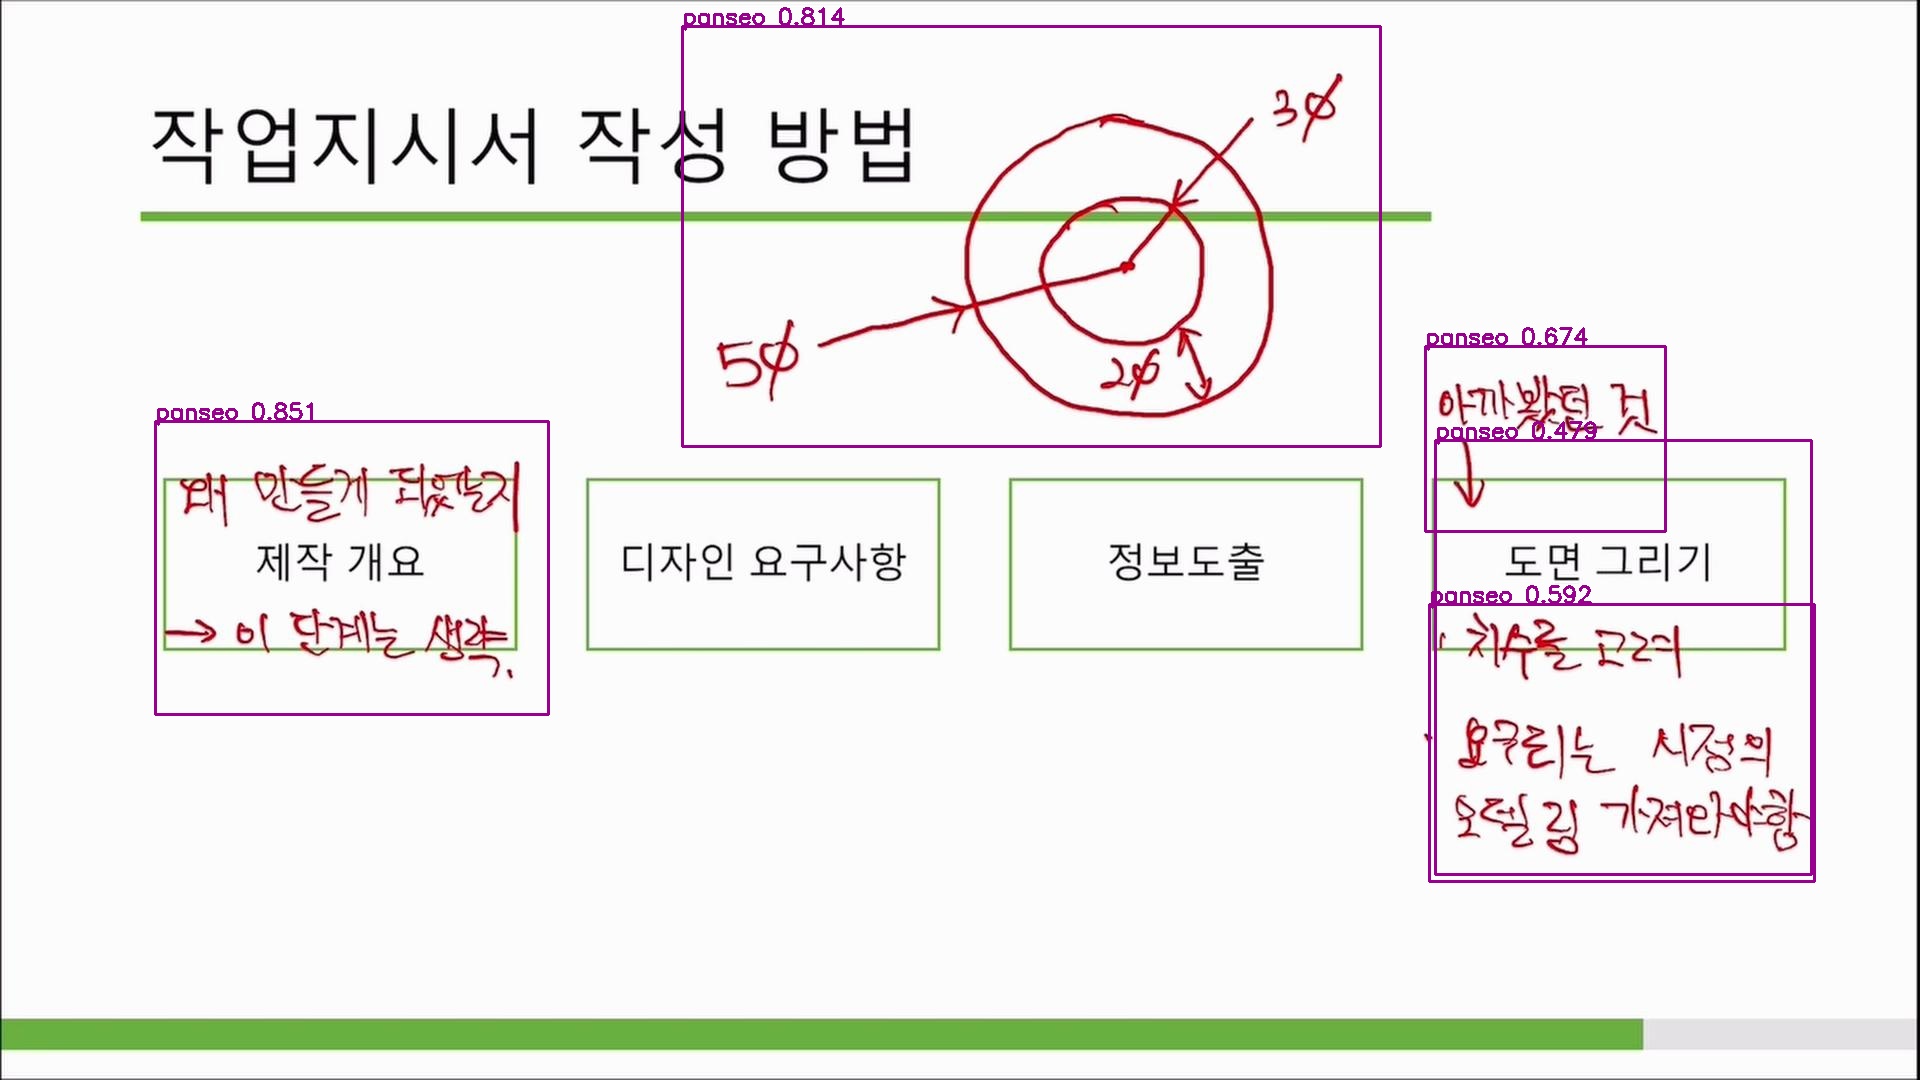 panseo 0.814
작업지시서 작성 방법
3φ
5φ
2φ
panseo 0.851
왜 만들게 되었는지
제작 개요
→ 이 단계는 생략.
디자인 요구사항
정보도출
panseo 0.674
아까봤던 것
panseo 0.479
도면 그리기
panseo 0.592
· 치수를 고려
· 요구리는 시점의
모델링 가져와야함